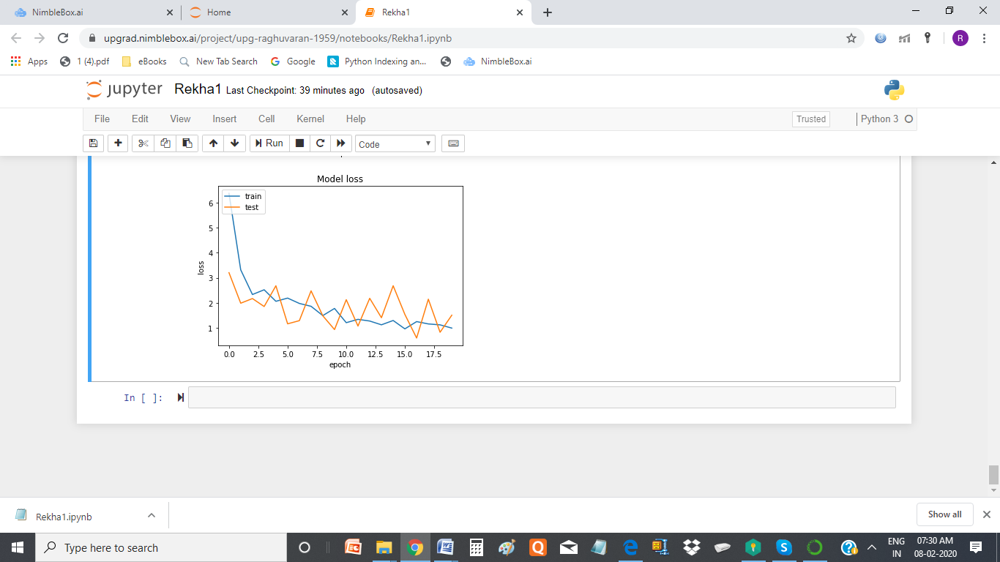 NimbleBox.ai
Home
Rekha1
upgrad.nimblebox.ai/project/upg-raghuvaran-1959/notebooks/Rekha1.ipynb
R
Apps
1 (4).pdf
eBooks
New Tab Search
Google
Python Indexing an...
NimbleBox.ai
jupyter Rekha1 Last Checkpoint: 39 minutes ago (autosaved)
File Edit View Insert Cell Kernel Help
Trusted
Python 3
Run
Code
Model loss
train
test
6
5
4
3
2
1
loss
0.0 2.5 5.0 7.5 10.0 12.5 15.0 17.5
epoch
In [ ]:
Rekha1.ipynb
Show all
Type here to search
ENG
IN
07:30 AM
08-02-2020